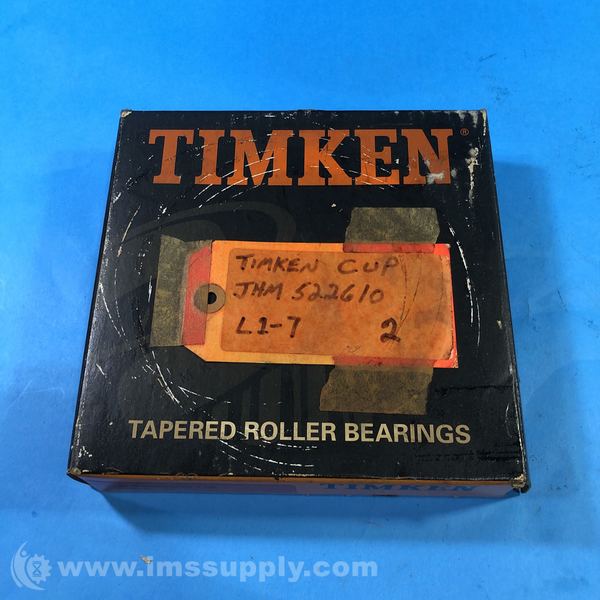 TIMKEN®
TIMKEN CUP
JHM 522610
L1-7 2
TAPERED ROLLER BEARINGS
TIMKEN
www.imssupply.com